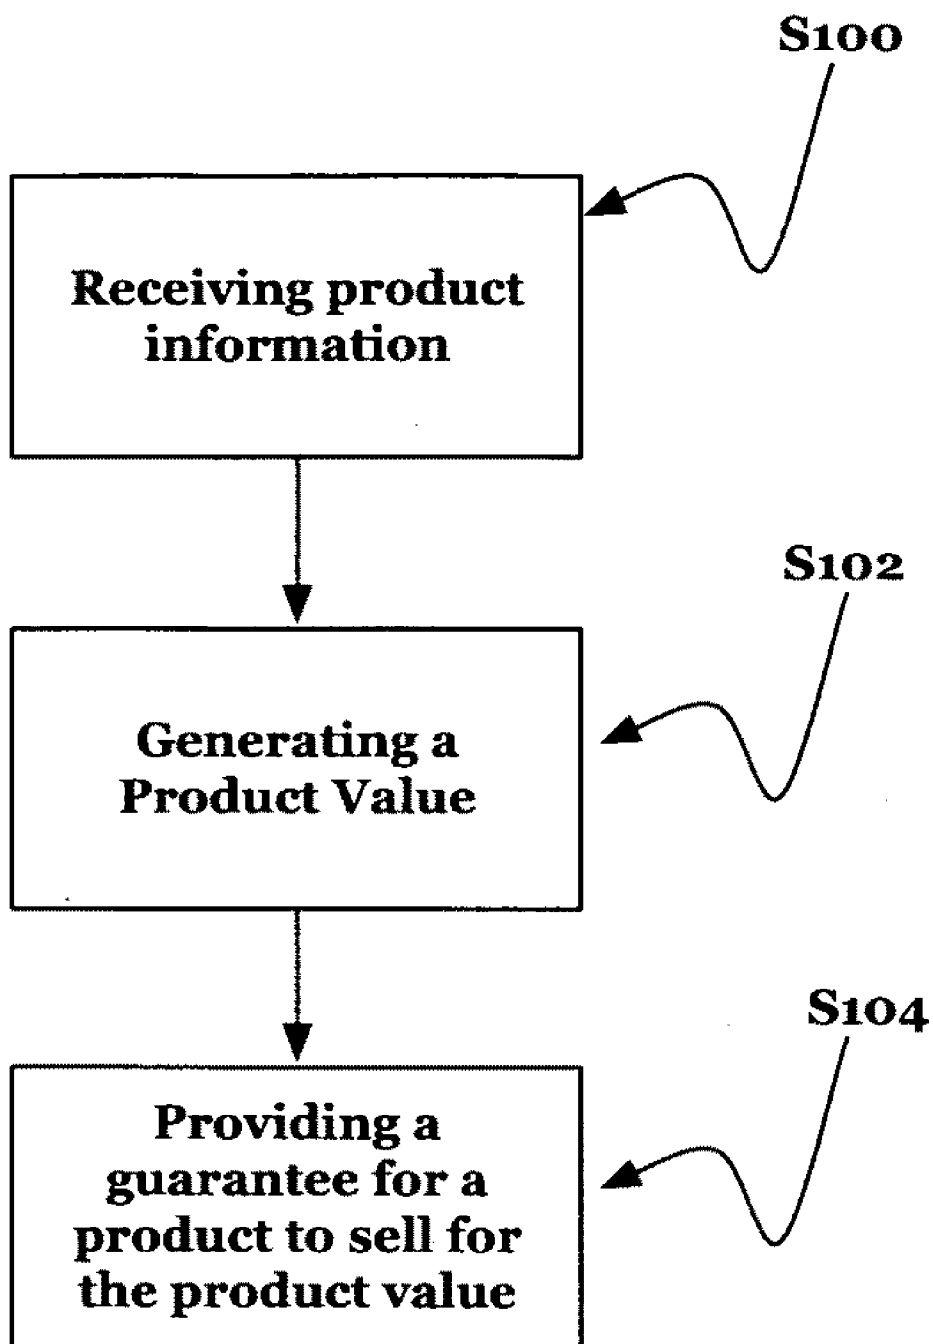 S100
Receiving product
information
S102
Generating a
Product Value
S104
Providing a
guarantee for a
product to sell for
the product value